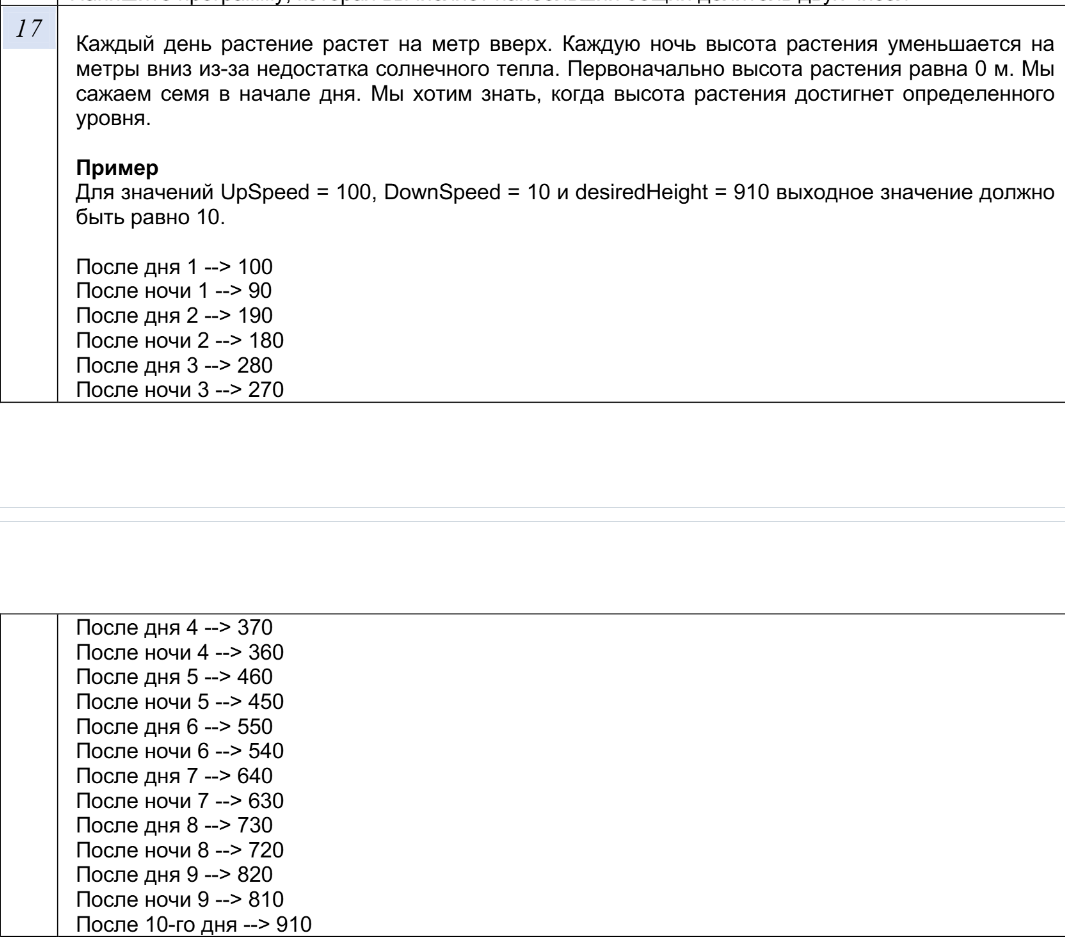 17
Каждый день растение растет на метр вверх. Каждую ночь высота растения уменьшается на
метры вниз из-за недостатка солнечного тепла. Первоначально высота растения равна 0 м. Мы
сажаем семя в начале дня. Мы хотим знать, когда высота растения достигнет определенного
уровня.
Пример
Для значений UpSpeed = 100, DownSpeed = 10 и desiredHeight = 910 выходное значение должно
быть равно 10.
После дня 1 --> 100
После ночи 1 --> 90
После дня 2 --> 190
После ночи 2 --> 180
После дня 3 --> 280
После ночи 3 --> 270
После дня 4 --> 370
После ночи 4 --> 360
После дня 5 --> 460
После ночи 5 --> 450
После дня 6 --> 550
После ночи 6 --> 540
После дня 7 --> 640
После ночи 7 --> 630
После дня 8 --> 730
После ночи 8 --> 720
После дня 9 --> 820
После ночи 9 --> 810
После 10-го дня --> 910